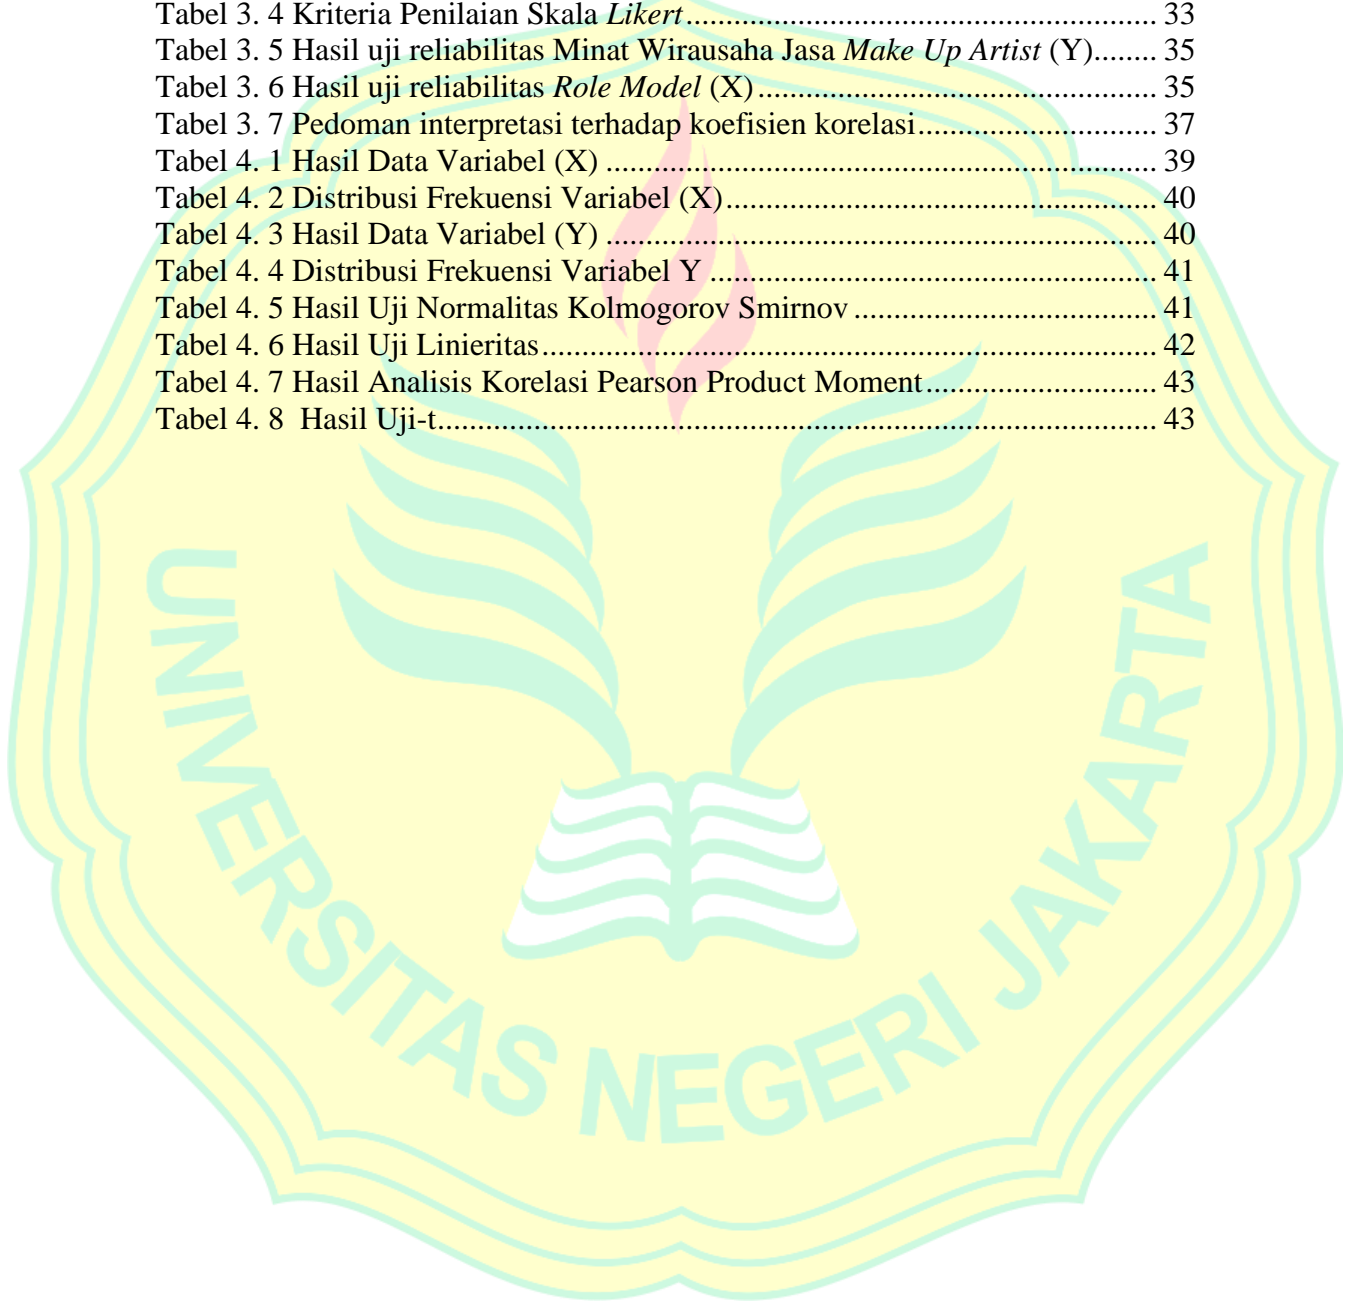 Tabel 3. 4 Kriteria Penilaian Skala Likert........................................................... 33
Tabel 3. 5 Hasil uji reliabilitas Minat Wirausaha Jasa Make Up Artist (Y)........ 35
Tabel 3. 6 Hasil uji reliabilitas Role Model (X)................................................... 35
Tabel 3. 7 Pedoman interpretasi terhadap koefisien korelasi.............................. 37
Tabel 4. 1 Hasil Data Variabel (X) ..................................................................... 39
Tabel 4. 2 Distribusi Frekuensi Variabel (X)...................................................... 40
Tabel 4. 3 Hasil Data Variabel (Y) ..................................................................... 40
Tabel 4. 4 Distribusi Frekuensi Variabel Y ........................................................ 41
Tabel 4. 5 Hasil Uji Normalitas Kolmogorov Smirnov ...................................... 41
Tabel 4. 6 Hasil Uji Linieritas............................................................................. 42
Tabel 4. 7 Hasil Analisis Korelasi Pearson Product Moment............................. 43
Tabel 4. 8 Hasil Uji-t.......................................................................................... 43
UNIVERSITAS NEGERI JAKARTA